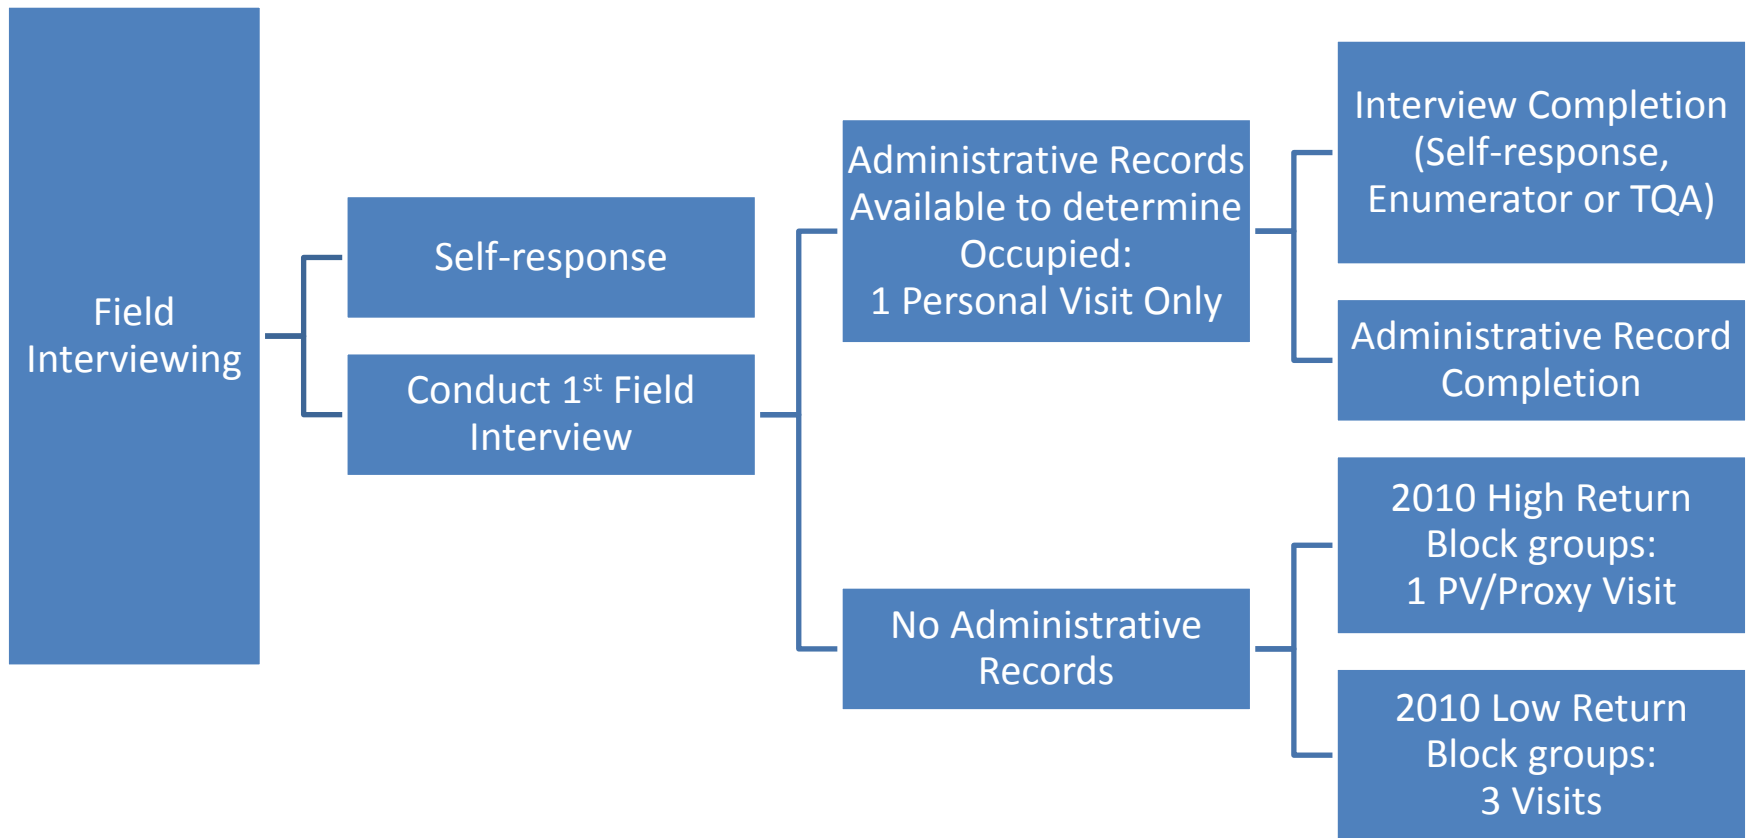 Field
Interviewing
Self-response
Conduct 1st Field
Interview
Administrative Records
Available to determine
Occupied:
1 Personal Visit Only
No Administrative
Records
Interview Completion
(Self-response,
Enumerator or TQA)
Administrative Record
Completion
2010 High Return
Block groups:
1 PV/Proxy Visit
2010 Low Return
Block groups:
3 Visits